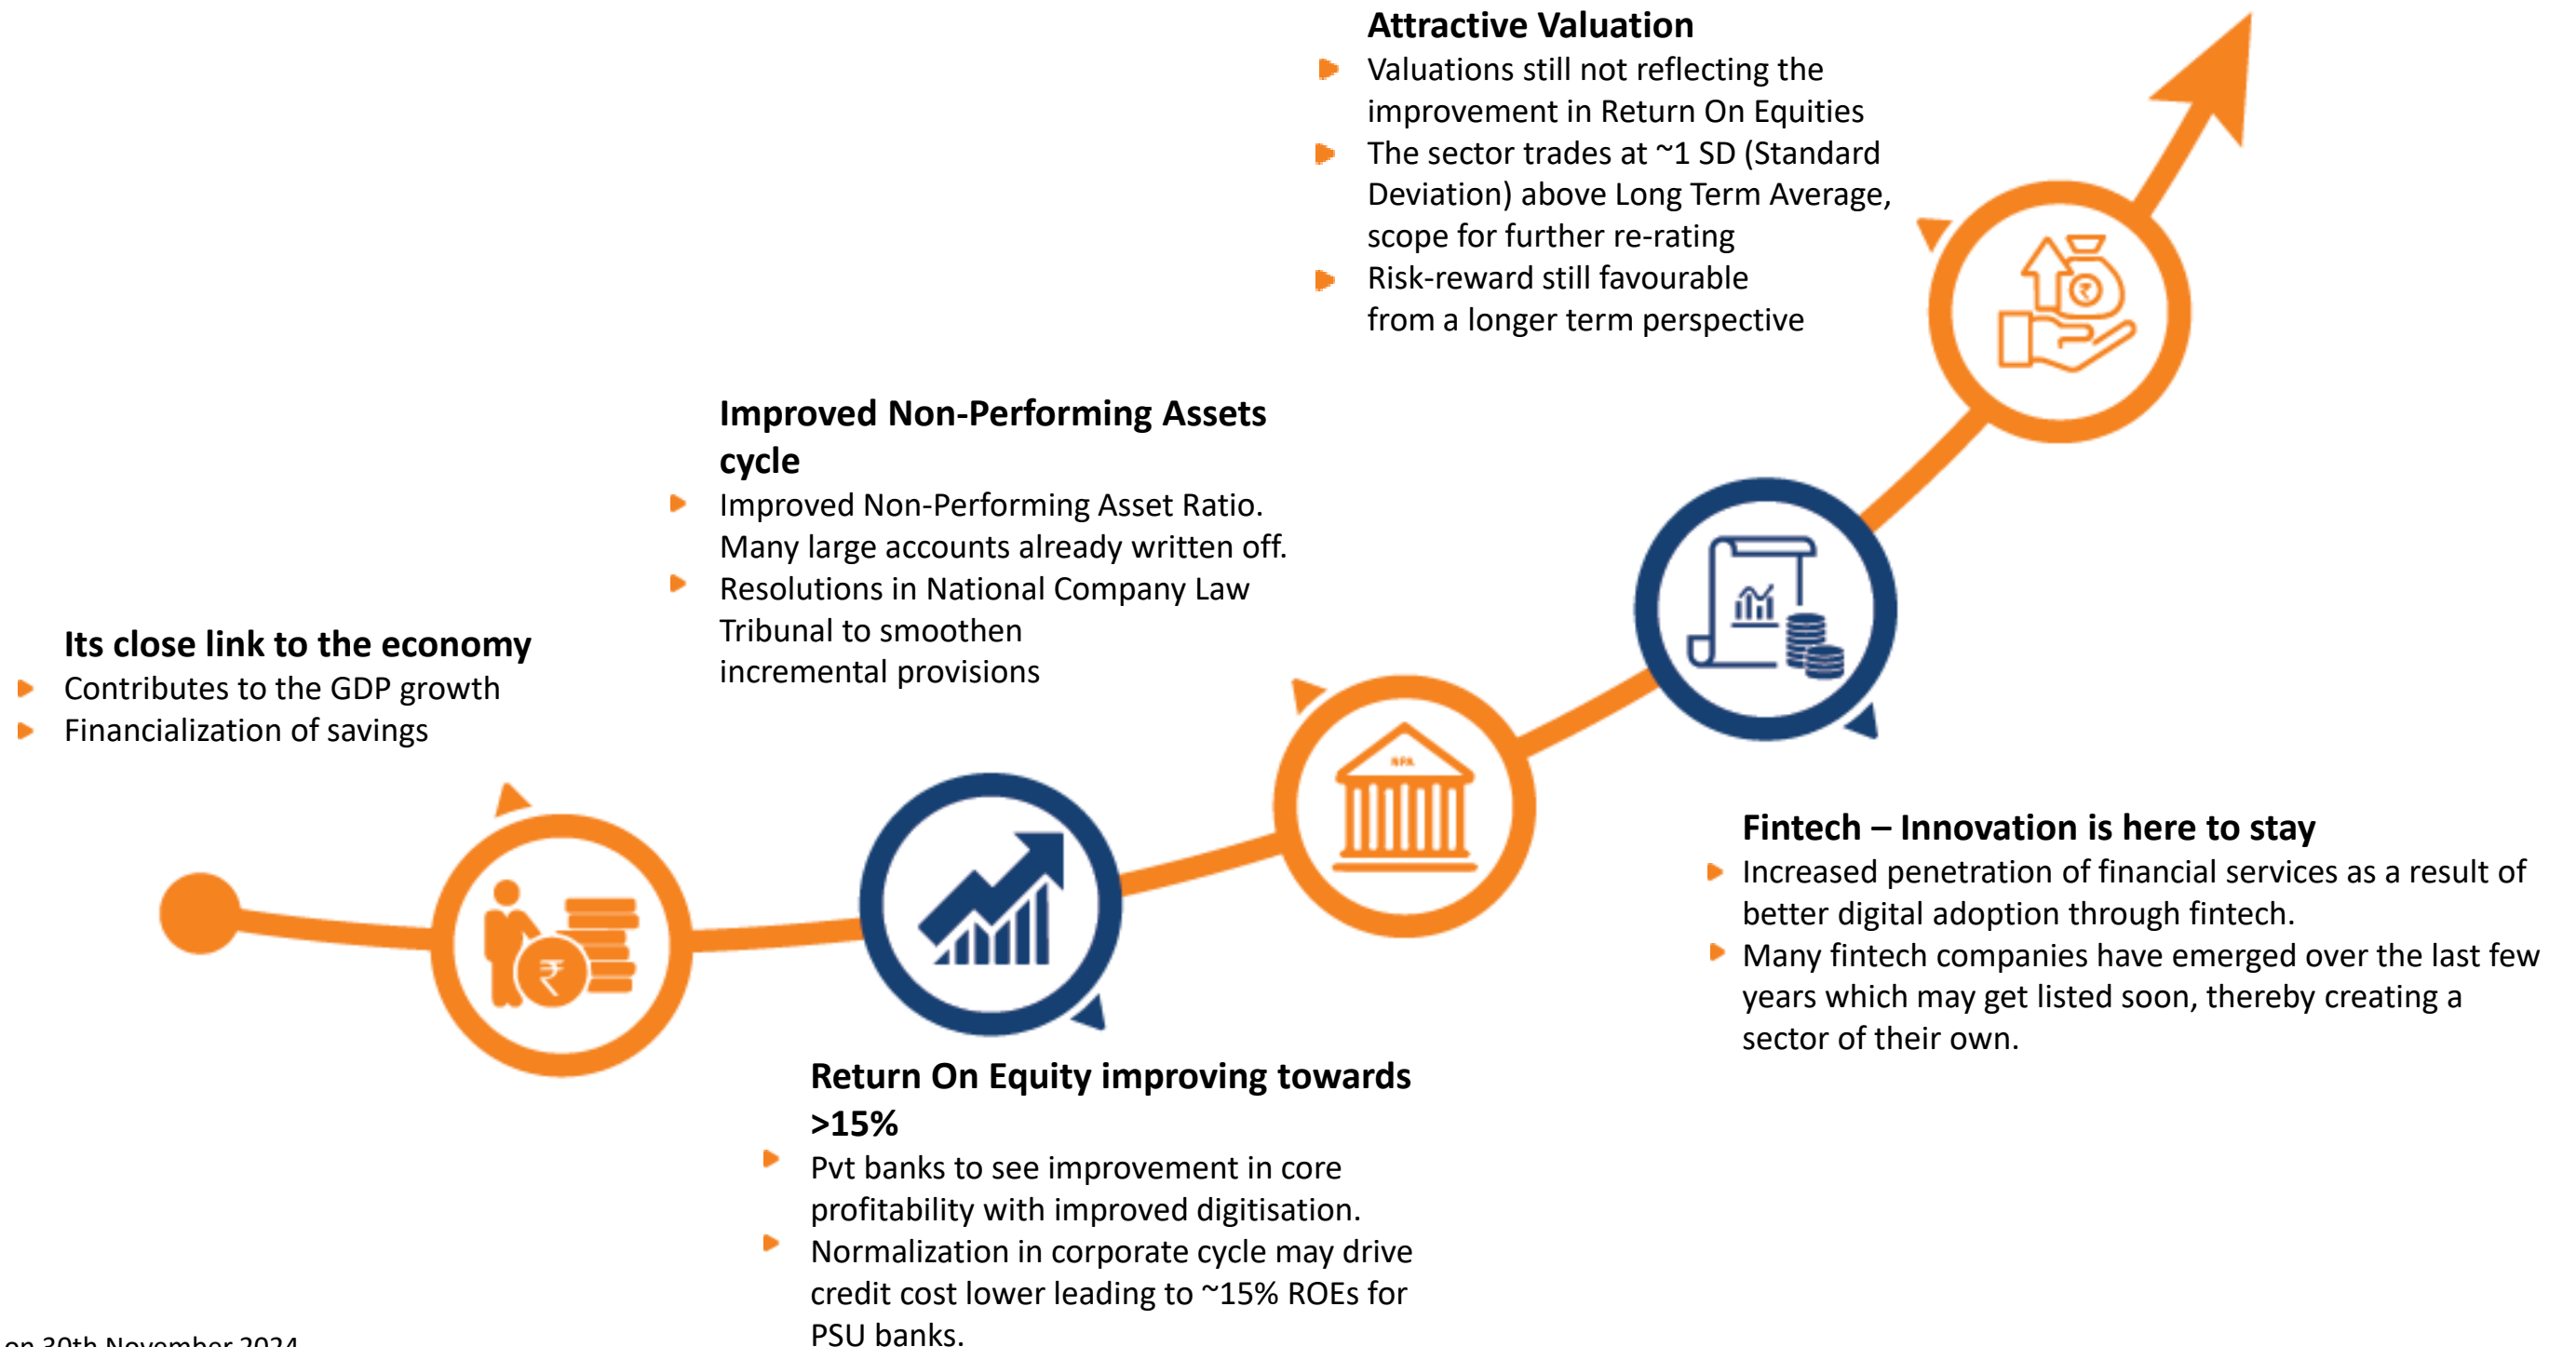 Attractive Valuation
Valuations still not reflecting the
improvement in Return On Equities
The sector trades at ~1 SD (Standard
Deviation) above Long Term Average,
scope for further re-rating
Risk-reward still favourable
from a longer term perspective
Improved Non-Performing Assets
cycle
Improved Non-Performing Asset Ratio.
Many large accounts already written off.
Resolutions in National Company Law
Tribunal to smoothen
incremental provisions
Its close link to the economy
Contributes to the GDP growth
Financialization of savings
₹
NPA
₹
Fintech – Innovation is here to stay
Increased penetration of financial services as a result of
better digital adoption through fintech.
Many fintech companies have emerged over the last few
years which may get listed soon, thereby creating a
sector of their own.
Return On Equity improving towards
>15%
Pvt banks to see improvement in core
profitability with improved digitisation.
Normalization in corporate cycle may drive
credit cost lower leading to ~15% ROEs for
PSU banks.
on 30th November 2024